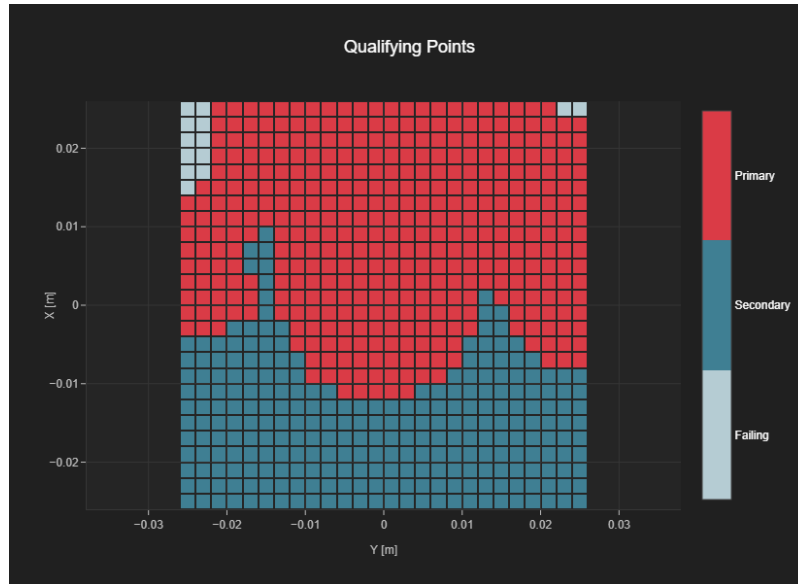 Qualifying Points
0.02
0.01
0
−0.01
−0.02
X [m]
−0.03
−0.02
−0.01
0
0.01
0.02
0.03
Y [m]
Primary
Secondary
Failing